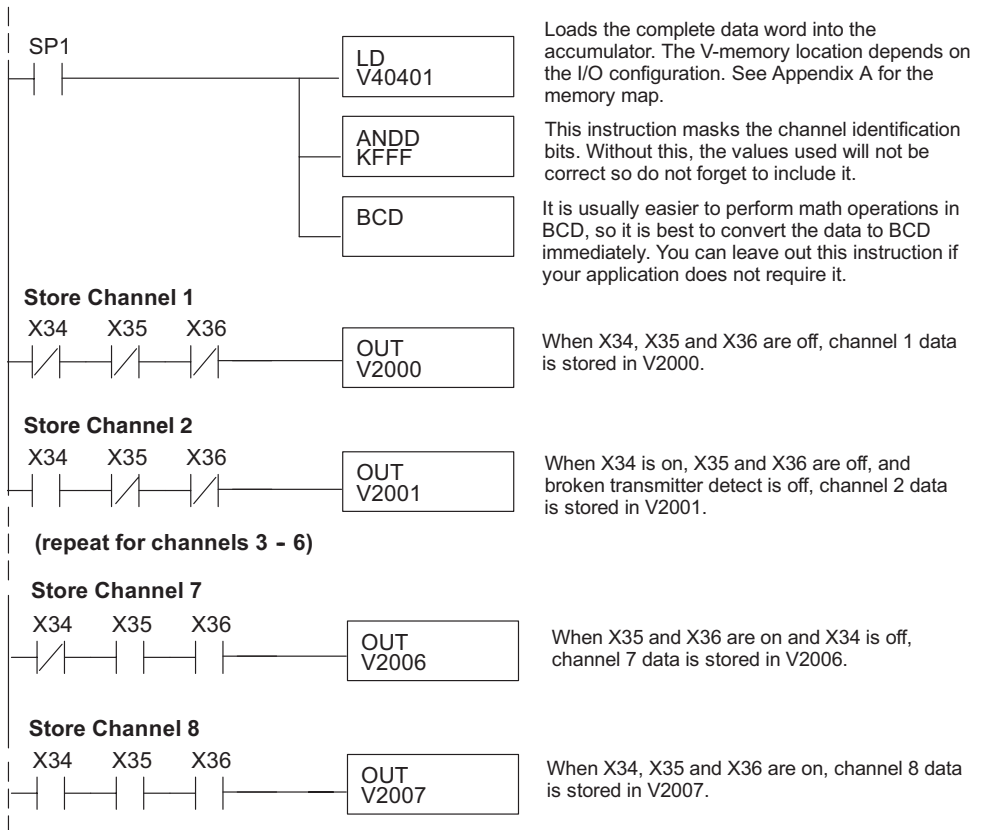 SP1
LD
V40401
Loads the complete data word into the
accumulator. The V-memory location depends on
the I/O configuration. See Appendix A for the
memory map.
ANDD
KFFF
This instruction masks the channel identification
bits. Without this, the values used will not be
correct so do not forget to include it.
BCD
It is usually easier to perform math operations in
BCD, so it is best to convert the data to BCD
immediately. You can leave out this instruction if
your application does not require it.
Store Channel 1
X34 X35 X36
OUT
V2000
When X34, X35 and X36 are off, channel 1 data
is stored in V2000.
Store Channel 2
X34 X35 X36
OUT
V2001
When X34 is on, X35 and X36 are off, and
broken transmitter detect is off, channel 2 data
is stored in V2001.
(repeat for channels 3 - 6)
Store Channel 7
X34 X35 X36
OUT
V2006
When X35 and X36 are on and X34 is off,
channel 7 data is stored in V2006.
Store Channel 8
X34 X35 X36
OUT
V2007
When X34, X35 and X36 are on, channel 8 data
is stored in V2007.